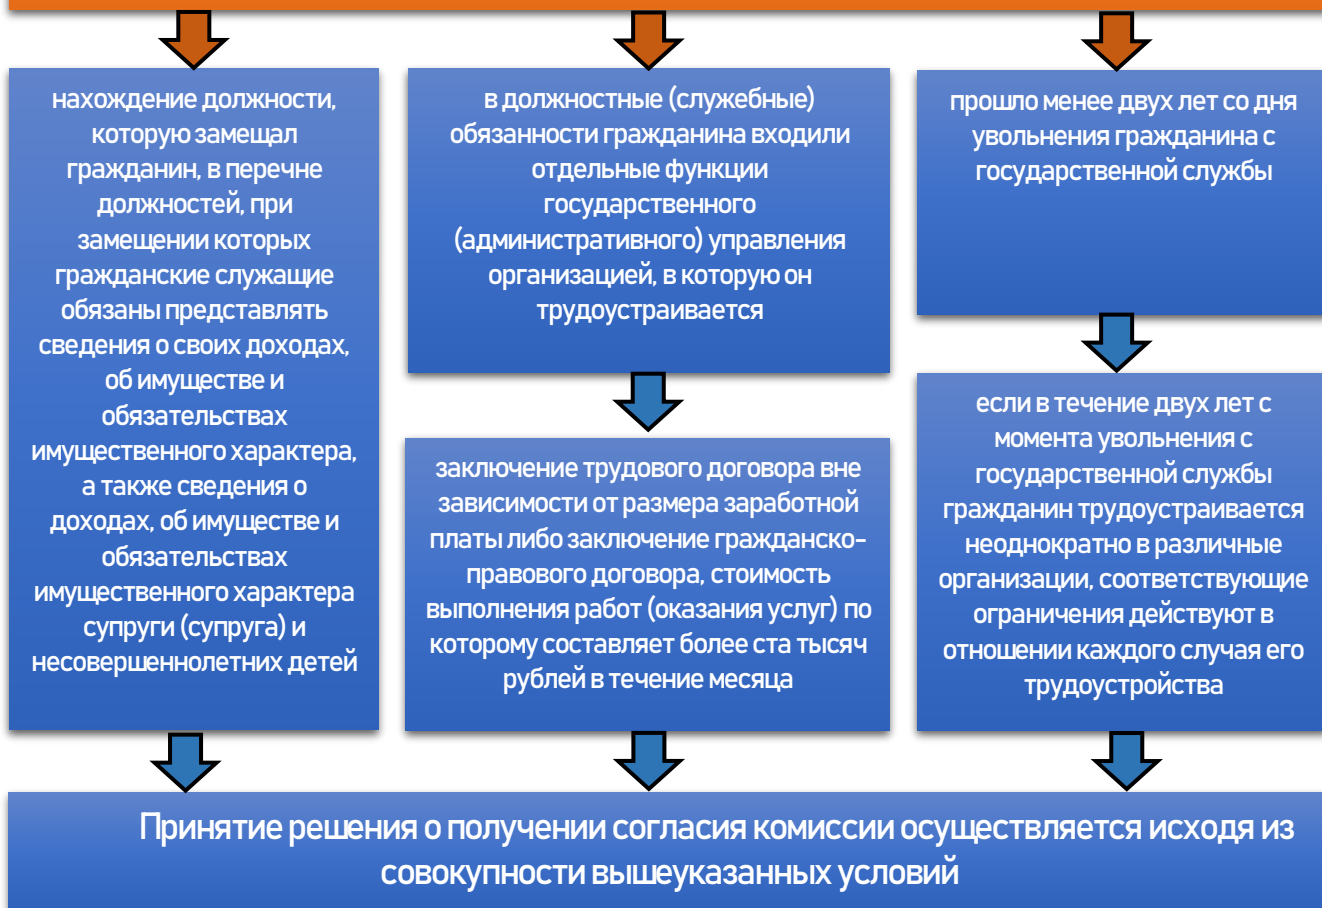 нахождение должности,
которую замещал
гражданин, в перечне
должностей, при
замещении которых
гражданские служащие
обязаны представлять
сведения о своих доходах,
об имуществе и
обязательствах
имущественного характера,
а также сведения о
доходах, об имуществе и
обязательствах
имущественного характера
супруги (супруга) и
несовершеннолетних детей
в должностные (служебные)
обязанности гражданина входили
отдельные функции
государственного
(административного) управления
организацией, в которую он
трудоустраивается
заключение трудового договора вне
зависимости от размера заработной
платы либо заключение гражданско-
правового договора, стоимость
выполнения работ (оказания услуг) по
которому составляет более ста тысяч
рублей в течение месяца
прошло менее двух лет со дня
увольнения гражданина с
государственной службы
если в течение двух лет с
момента увольнения с
государственной службы
гражданин трудоустраивается
неоднократно в различные
организации, соответствующие
ограничения действуют в
отношении каждого случая его
трудоустройства
Принятие решения о получении согласия комиссии осуществляется исходя из
совокупности вышеуказанных условий